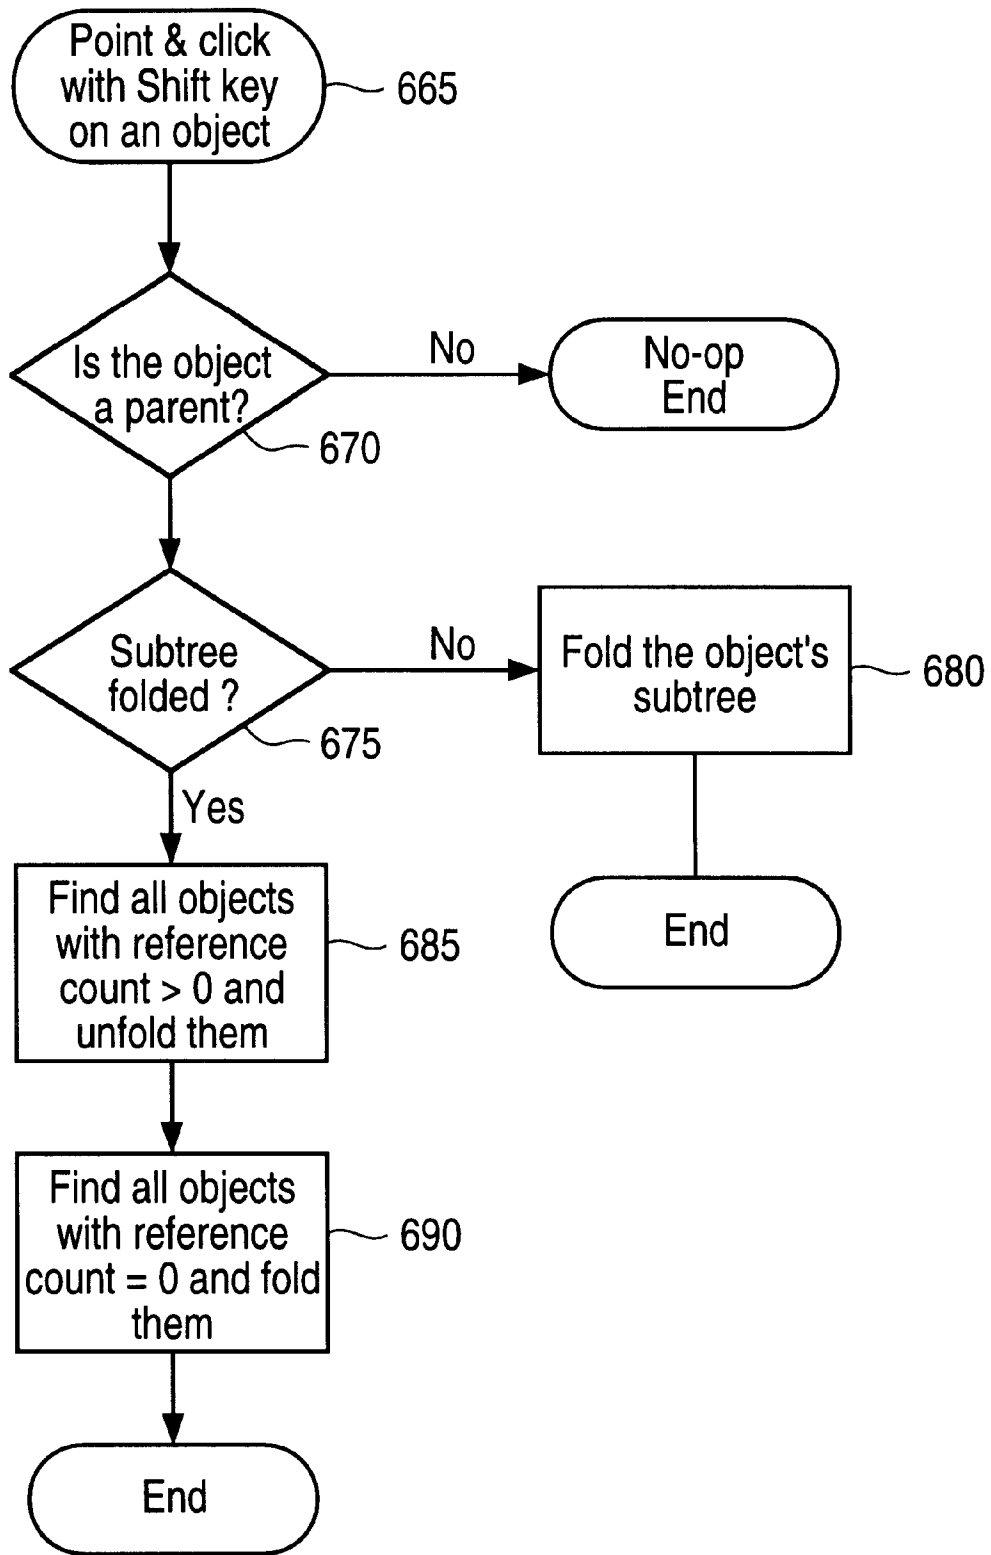 Point & click
with Shift key
on an object
665
Is the object
a parent?
670
No
No-op
End
Subtree
folded ?
675
No
Fold the object's
subtree
680
End
Yes
Find all objects
with reference
count > 0 and
unfold them
685
Find all objects
with reference
count = 0 and fold
them
690
End